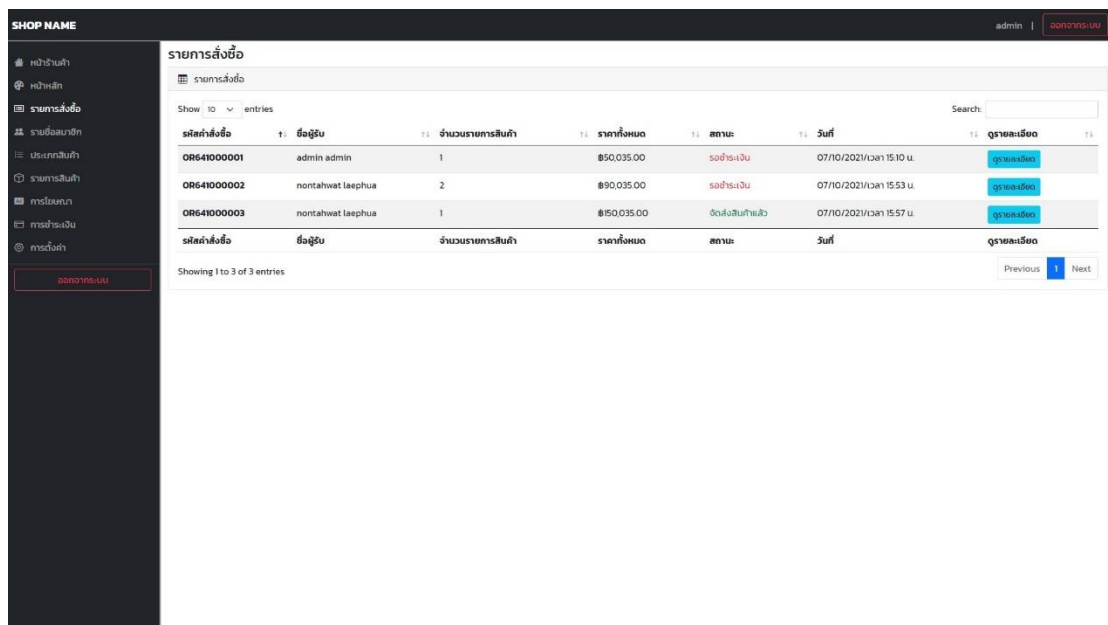 SHOP NAME
admin | ออกจากระบบ
หน้าร้านค้า
หน้าหลัก
รายการสั่งซื้อ
รายชื่อสมาชิก
ประเภทสินค้า
รายการสินค้า
การโฆษณา
การชำระเงิน
การตั้งค่า
ออกจากระบบ
รายการสั่งซื้อ
รายการสั่งซื้อ
Show 10 entries Search:
รหัสคำสั่งซื้อ ชื่อผู้รับ จำนวนรายการสินค้า ราคาทั้งหมด สถานะ วันที่ ดูรายละเอียด
OR641000001 admin admin 1 ฿50,035.00 รอชำระเงิน 07/10/2021/เวลา 15:10 น. ดูรายละเอียด
OR641000002 nontahwat laephua 2 ฿90,035.00 รอชำระเงิน 07/10/2021/เวลา 15:53 น. ดูรายละเอียด
OR641000003 nontahwat laephua 1 ฿150,035.00 จัดส่งสินค้าแล้ว 07/10/2021/เวลา 15:57 น. ดูรายละเอียด
รหัสคำสั่งซื้อ ชื่อผู้รับ จำนวนรายการสินค้า ราคาทั้งหมด สถานะ วันที่ ดูรายละเอียด
Showing 1 to 3 of 3 entries Previous 1 Next